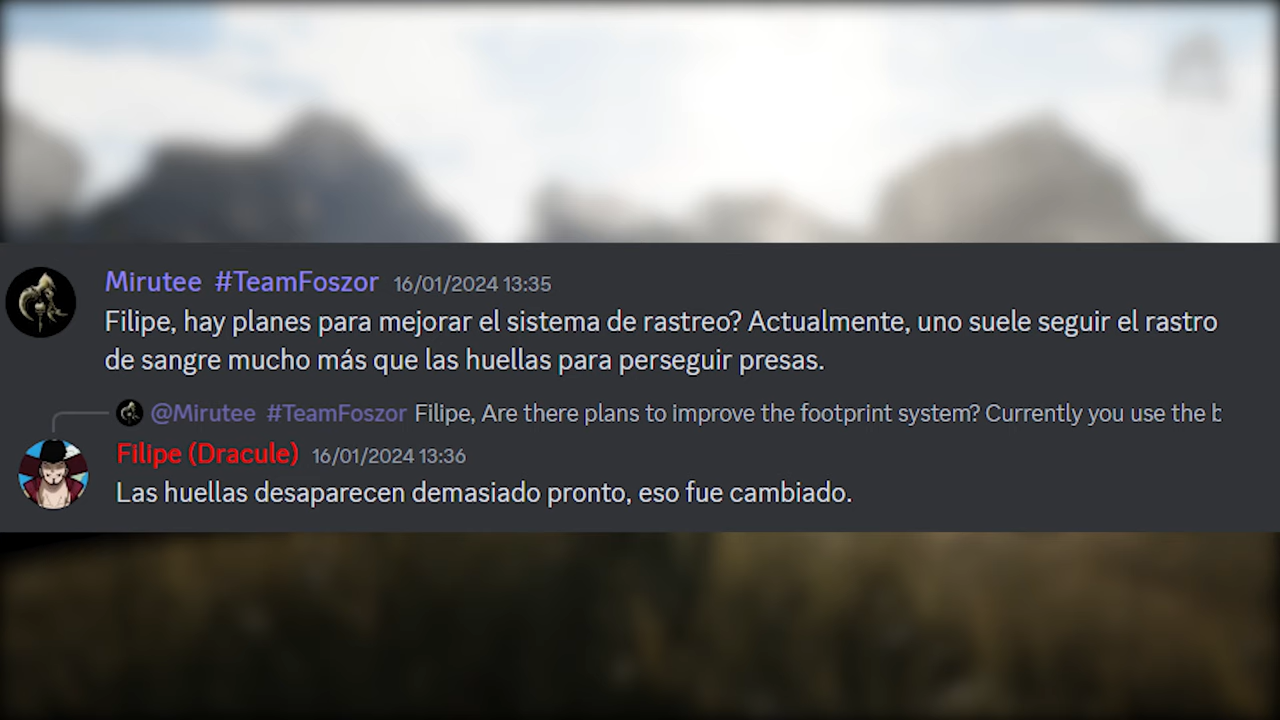 Mirutee #TeamFoszor 16/01/2024 13:35
Filipe, hay planes para mejorar el sistema de rastreo? Actualmente, uno suele seguir el rastro
de sangre mucho más que las huellas para perseguir presas.
@Mirutee #TeamFoszor Filipe, Are there plans to improve the footprint system? Currently you use the
Filipe (Dracule) 16/01/2024 13:36
Las huellas desaparecen demasiado pronto, eso fue cambiado.